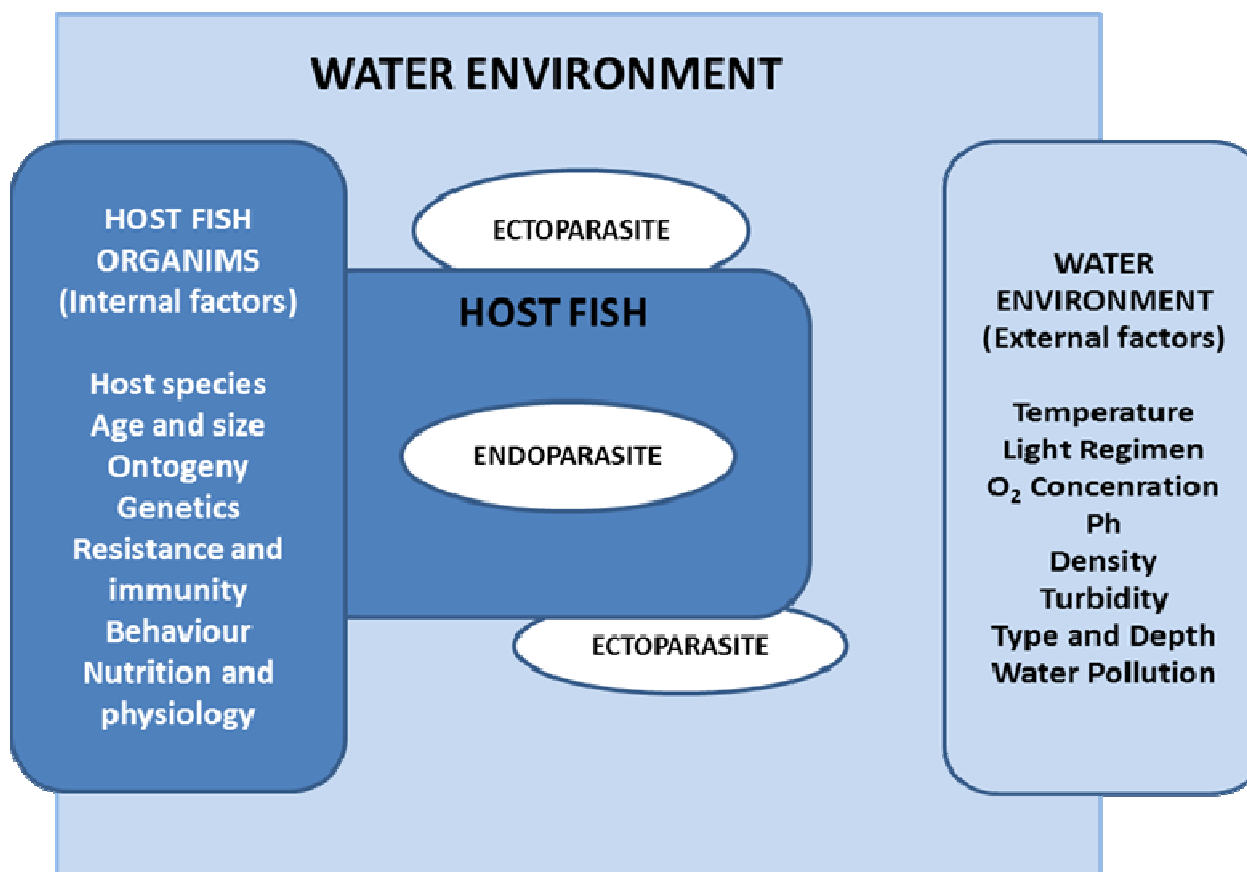 WATER ENVIRONMENT
HOST FISH
ORGANIMS
(Internal factors)
Host species
Age and size
Ontogeny
Genetics
Resistance and
immunity
Behaviour
Nutrition and
physiology
ECTOPARASITE
HOST FISH
ENDOPARASITE
ECTOPARASITE
WATER
ENVIRONMENT
(External factors)
Temperature
Light Regimen
O₂ Concenration
Ph
Density
Turbidity
Type and Depth
Water Pollution